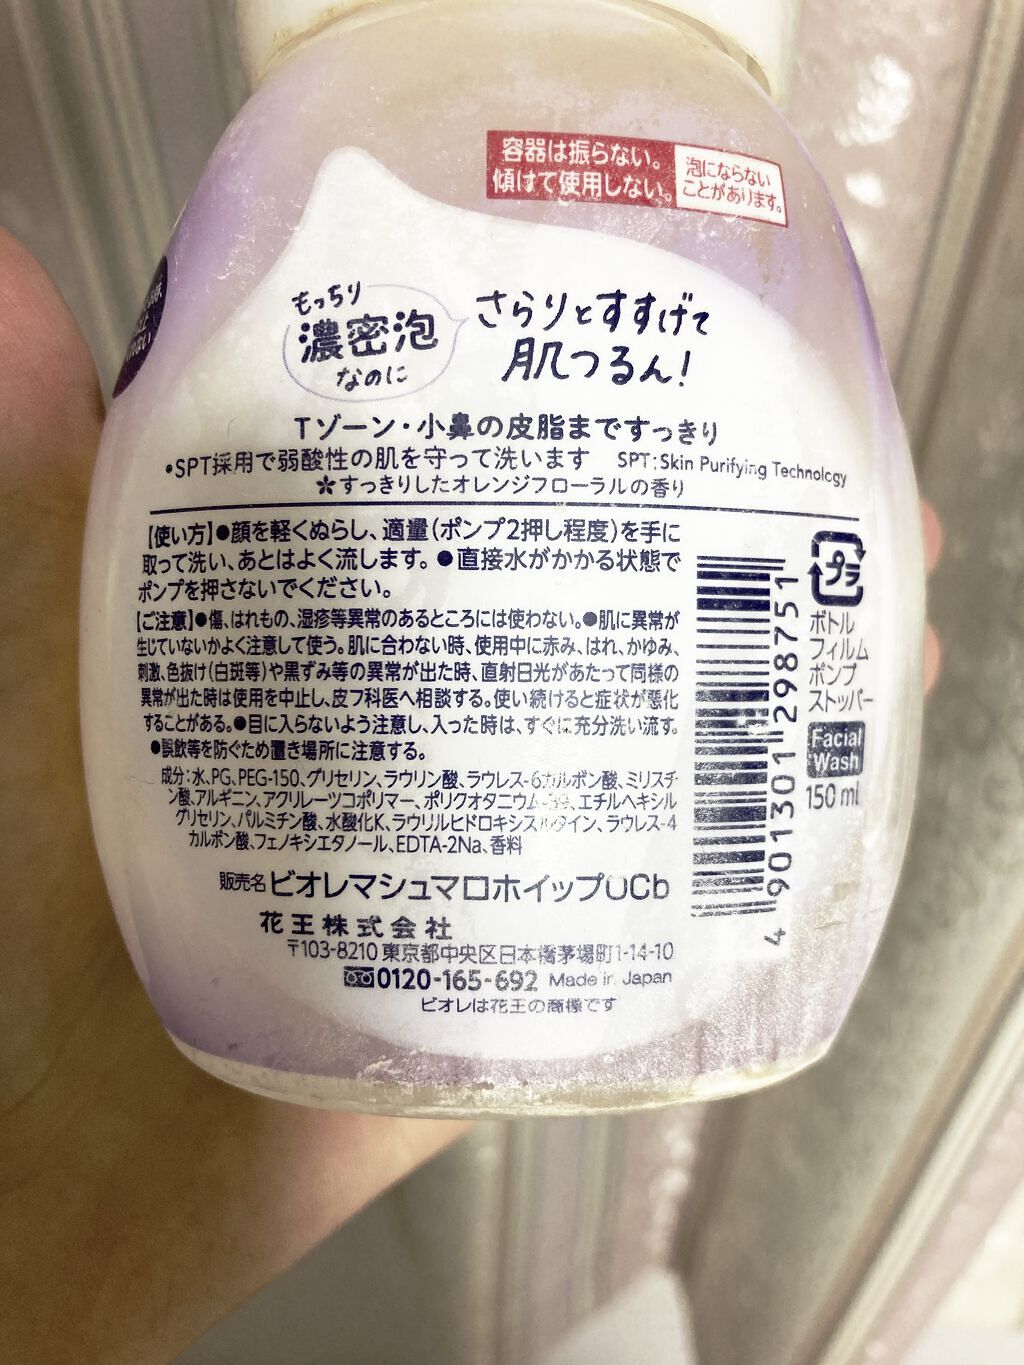 容器は振らない。
傾けて使用しない。
泡にならない
ことがあります。
もっちり
濃密泡
なのに
さらりとすすげて
肌つるん!
Tゾーン・小鼻の皮脂まですっきり
•SPT採用で弱酸性の肌を守って洗います SPT:Skin Purifying Technology
✽すっきりしたオレンジフローラルの香り
【使い方】●顔を軽くぬらし、適量(ポンプ2押し程度)を手に
取って洗い、あとはよく流します。●直接水がかかる状態で
ポンプを押さないでください。
【ご注意】●傷、はれもの、湿疹等異常のあるところには使わない。●肌に異常が
生じていないかよく注意して使う。肌に合わない時、使用中に赤み、はれ、かゆみ、
刺激、色抜け(白斑等)や黒ずみ等の異常が出た時、直射日光があたって同様の
異常が出た時は使用を中止し、皮フ科医へ相談する。使い続けると症状が悪化
することがある。●目に入らないよう注意し、入った時は、すぐに充分洗い流す。
●誤飲等を防ぐため置き場所に注意する。
成分:水、PG、PEG-150、グリセリン、ラウリン酸、ラウレス-6カルボン酸、ミリスチ
ン酸、アルギニン、アクリレーツコポリマー、エチルヘキシル
グリセリン、パルミチン酸、水酸化K、ラウレス-4
カルボン酸、フェノキシエタノール、EDTA-2Na、香料
販売名 ビオレマシュマロホイップUCb
花王株式会社
〒103-8210 東京都中央区日本橋茅場町1-14-10
0120-165-692 Made in Japan
ビオレは花王の商標です
プラ
ボトル
フィルム
ポンプ
ストッパー
Facial
Wash
150 ml
4 901301 298751